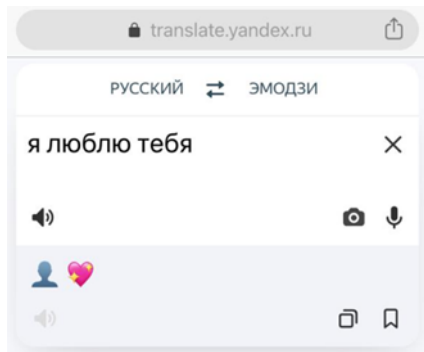 translate.yandex.ru
РУССКИЙ ⇄ ЭМОДЗИ
я люблю тебя
👤 💖